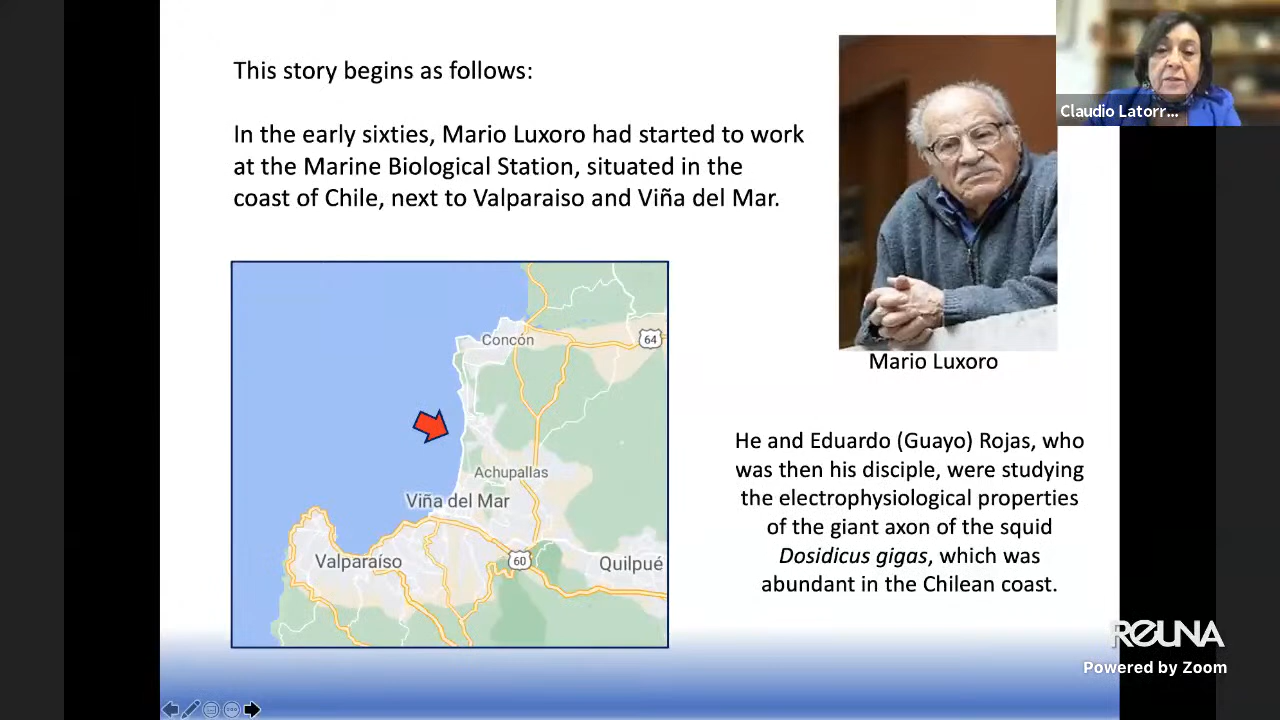 This story begins as follows:
In the early sixties, Mario Luxoro had started to work
at the Marine Biological Station, situated in the
coast of Chile, next to Valparaiso and Viña del Mar.
Claudio Latorr...
Mario Luxoro
Concón
64
Achupallas
Viña del Mar
Valparaíso
60
Quilpué
He and Eduardo (Guayo) Rojas, who
was then his disciple, were studying
the electrophysiological properties
of the giant axon of the squid
Dosidicus gigas, which was
abundant in the Chilean coast.
REUNA
Powered by Zoom